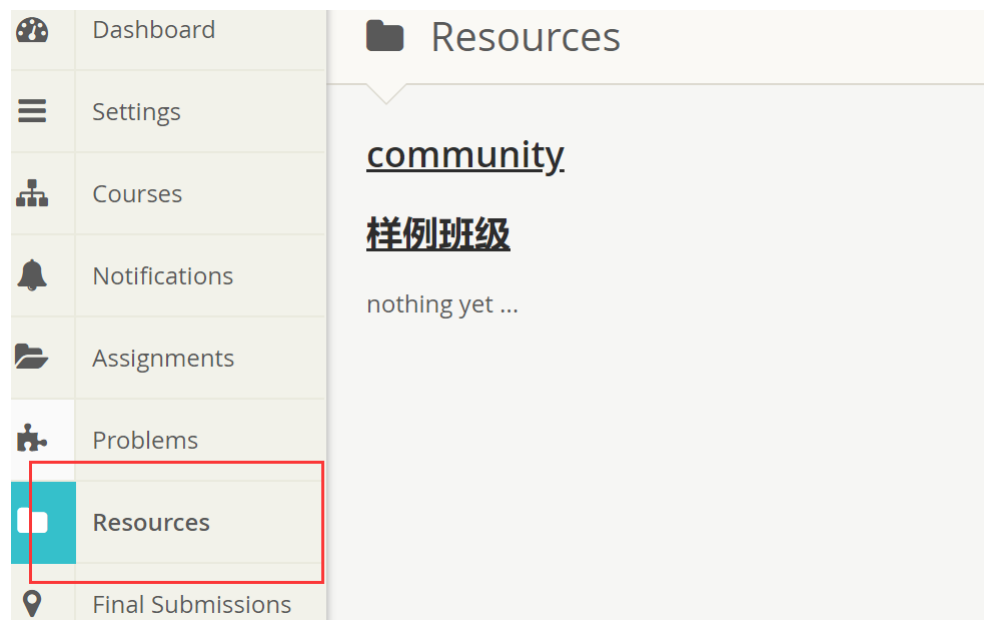 Dashboard
Settings
Courses
Notifications
Assignments
Problems
Resources
Final Submissions
Resources
community
样例班级
nothing yet ...